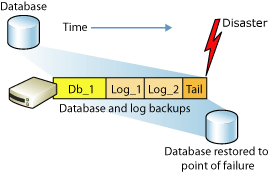 Database
Time
Disaster
Db_1 Log_1 Log_2 Tail
Database and log backups
Database restored to
point of failure